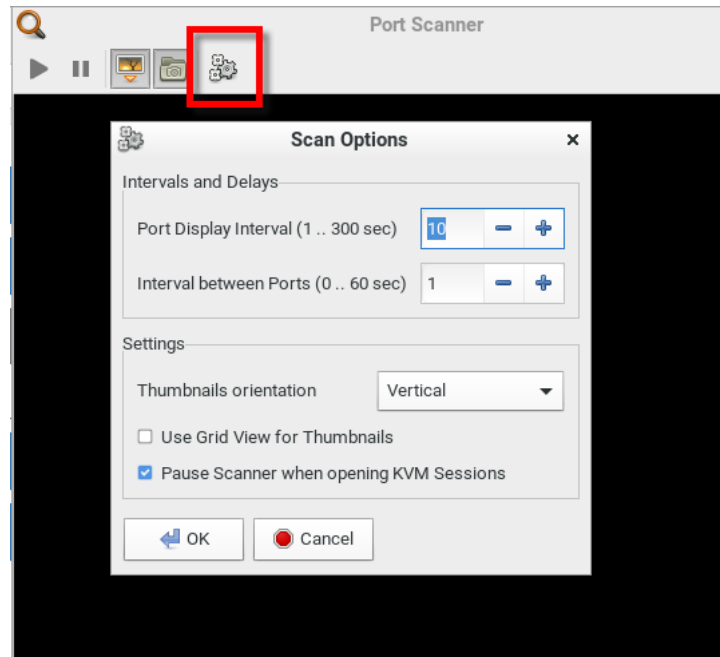 Port Scanner
Scan Options
Intervals and Delays
Port Display Interval (1 .. 300 sec) 10
Interval between Ports (0 .. 60 sec) 1
Settings
Thumbnails orientation Vertical
Use Grid View for Thumbnails
Pause Scanner when opening KVM Sessions
OK Cancel